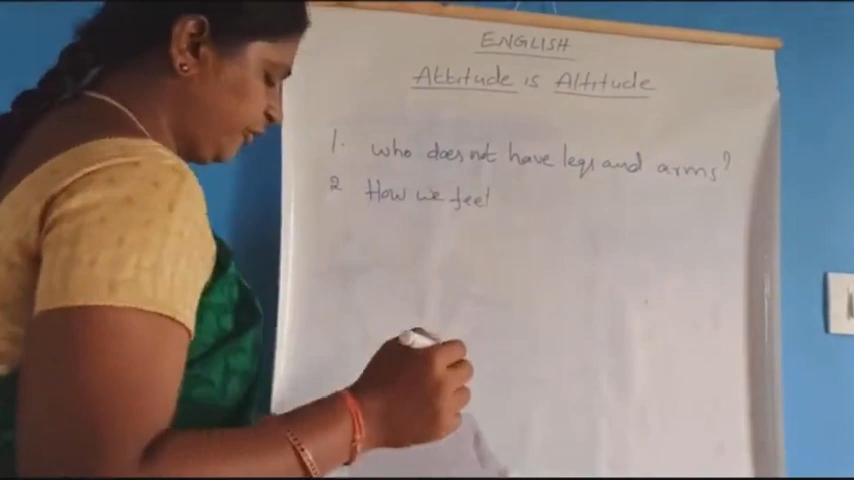 ENGLISH
Attitude is Altitude
1. who does not have legs and arms?
2 How we feel